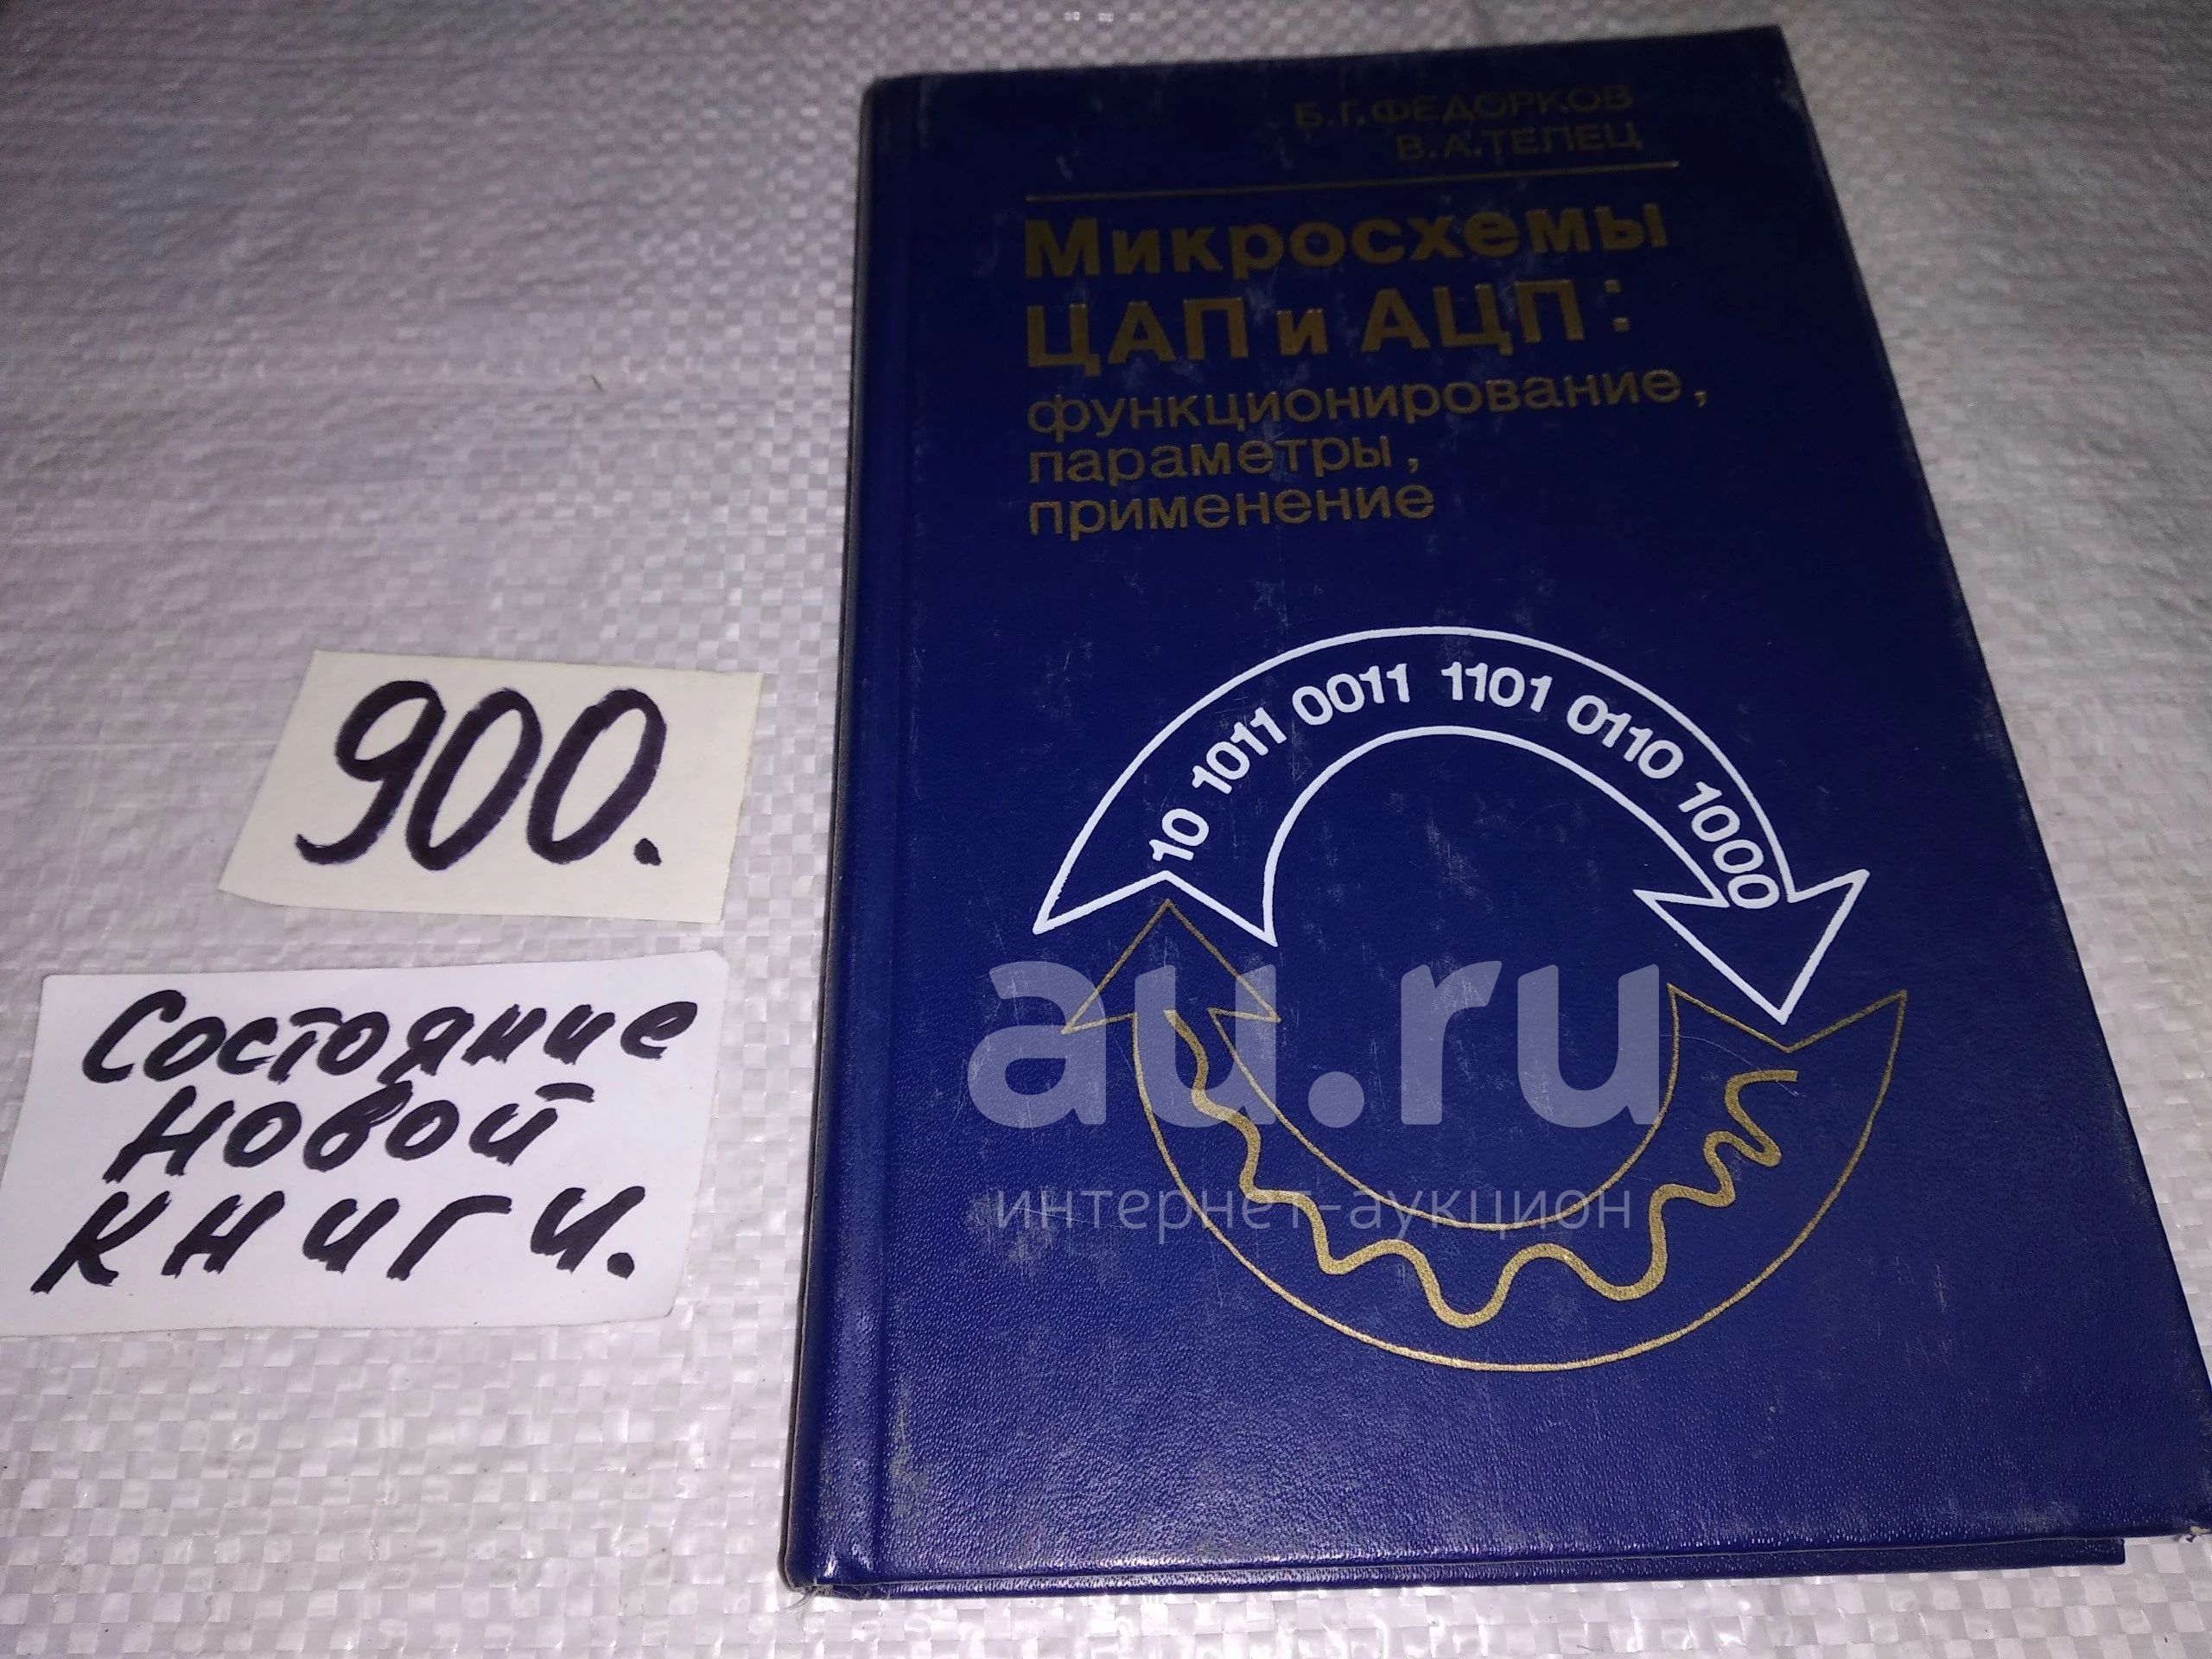 Б.Г.ФЕДОРКОВ
В.А.ТЕЛЕЦ
Микросхемы
ЦАП и АЦП:
функционирование,
параметры,
применение
10 1011 0011 1101 0110 1000
900.
Состояние
новой
книги.
au.ru
интернет-аукцион